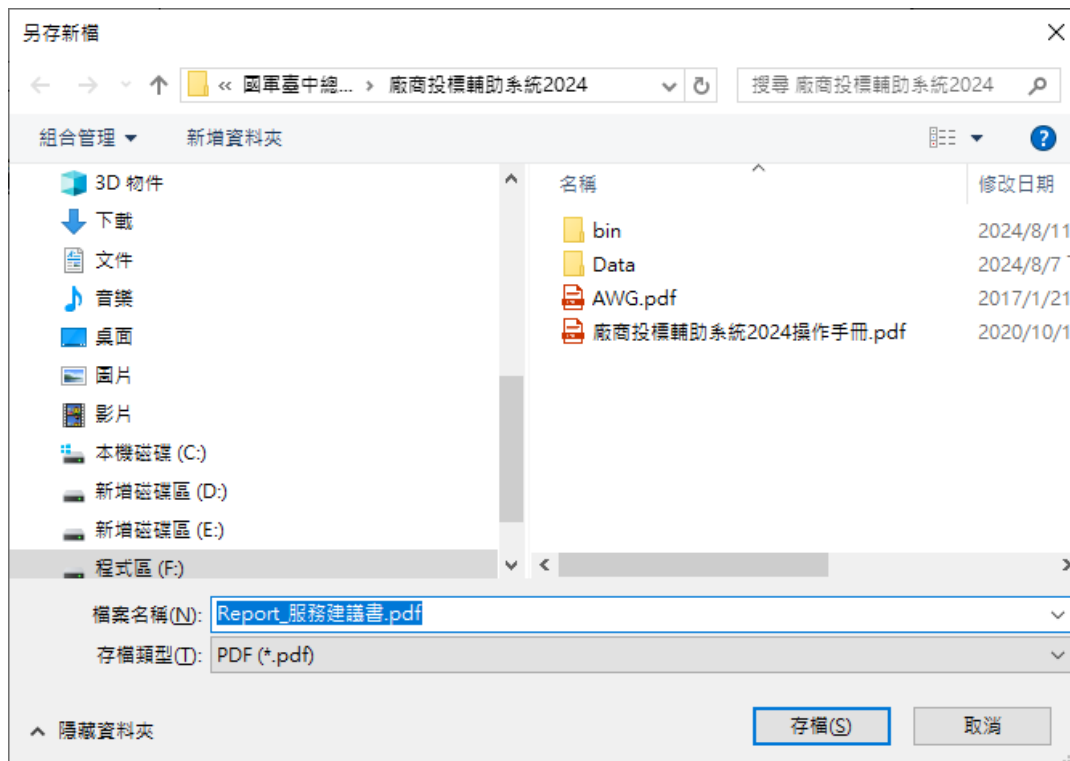 另存新檔
« 國軍臺中總... › 廠商投標輔助系統2024
搜尋 廠商投標輔助系統2024
組合管理
新增資料夾
3D 物件
下載
文件
音樂
桌面
圖片
影片
本機磁碟 (C:)
新增磁碟區 (D:)
新增磁碟區 (E:)
程式區 (F:)
名稱
修改日期
bin
2024/8/11
Data
2024/8/7
AWG.pdf
2017/1/21
廠商投標輔助系統2024操作手冊.pdf
2020/10/1
檔案名稱(N):
Report_服務建議書.pdf
存檔類型(T):
PDF (*.pdf)
隱藏資料夾
存檔(S)
取消